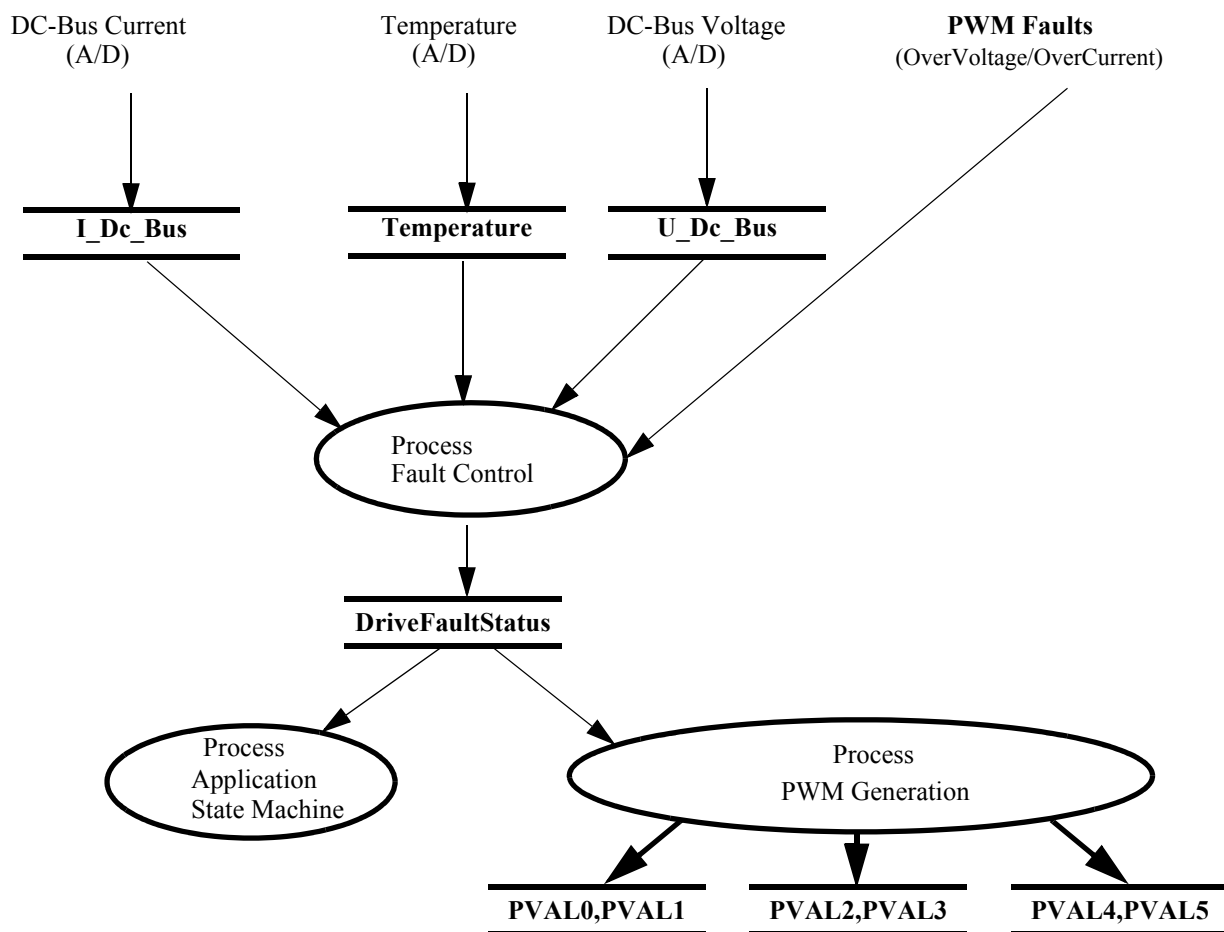 DC-Bus Current
(A/D)
Temperature
(A/D)
DC-Bus Voltage
(A/D)
PWM Faults
(OverVoltage/OverCurrent)
I_Dc_Bus
Temperature
U_Dc_Bus
Process
Fault Control
DriveFaultStatus
Process
Application
State Machine
Process
PWM Generation
PVAL0,PVAL1
PVAL2,PVAL3
PVAL4,PVAL5